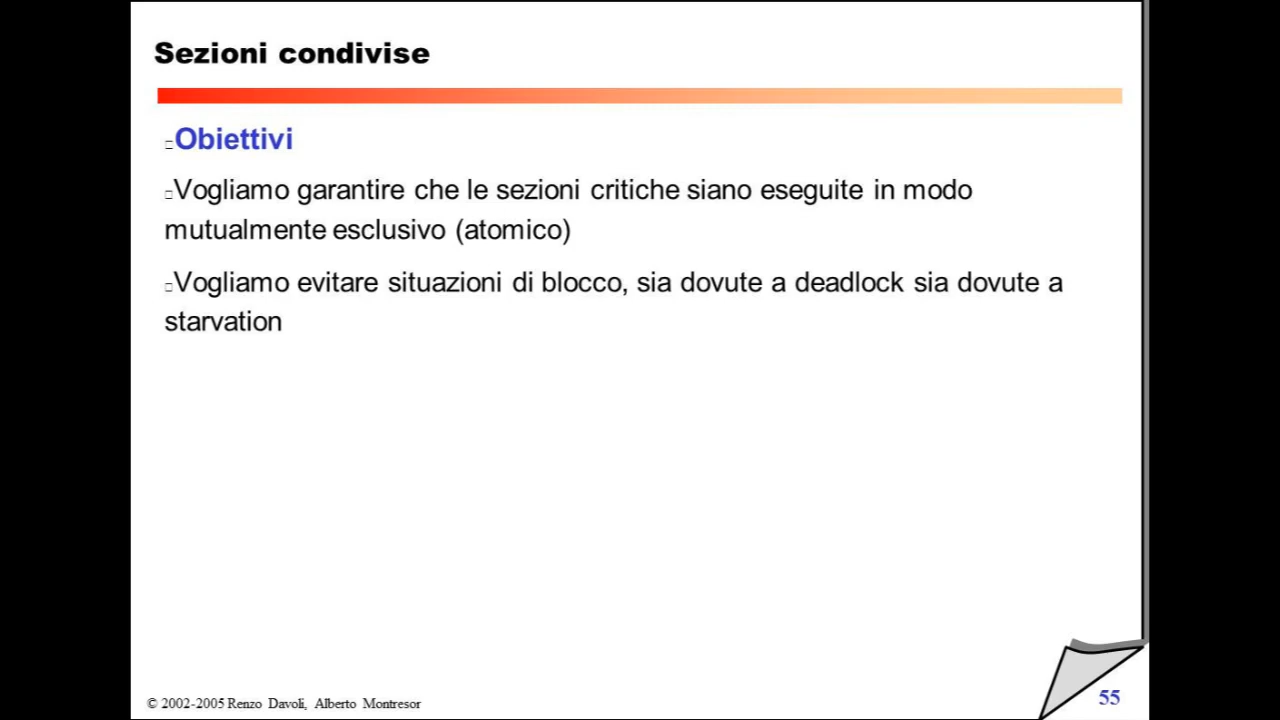 Sezioni condivise
Obiettivi
Vogliamo garantire che le sezioni critiche siano eseguite in modo
mutualmente esclusivo (atomico)
Vogliamo evitare situazioni di blocco, sia dovute a deadlock sia dovute a
starvation
© 2002-2005 Renzo Davoli, Alberto Montresor
55